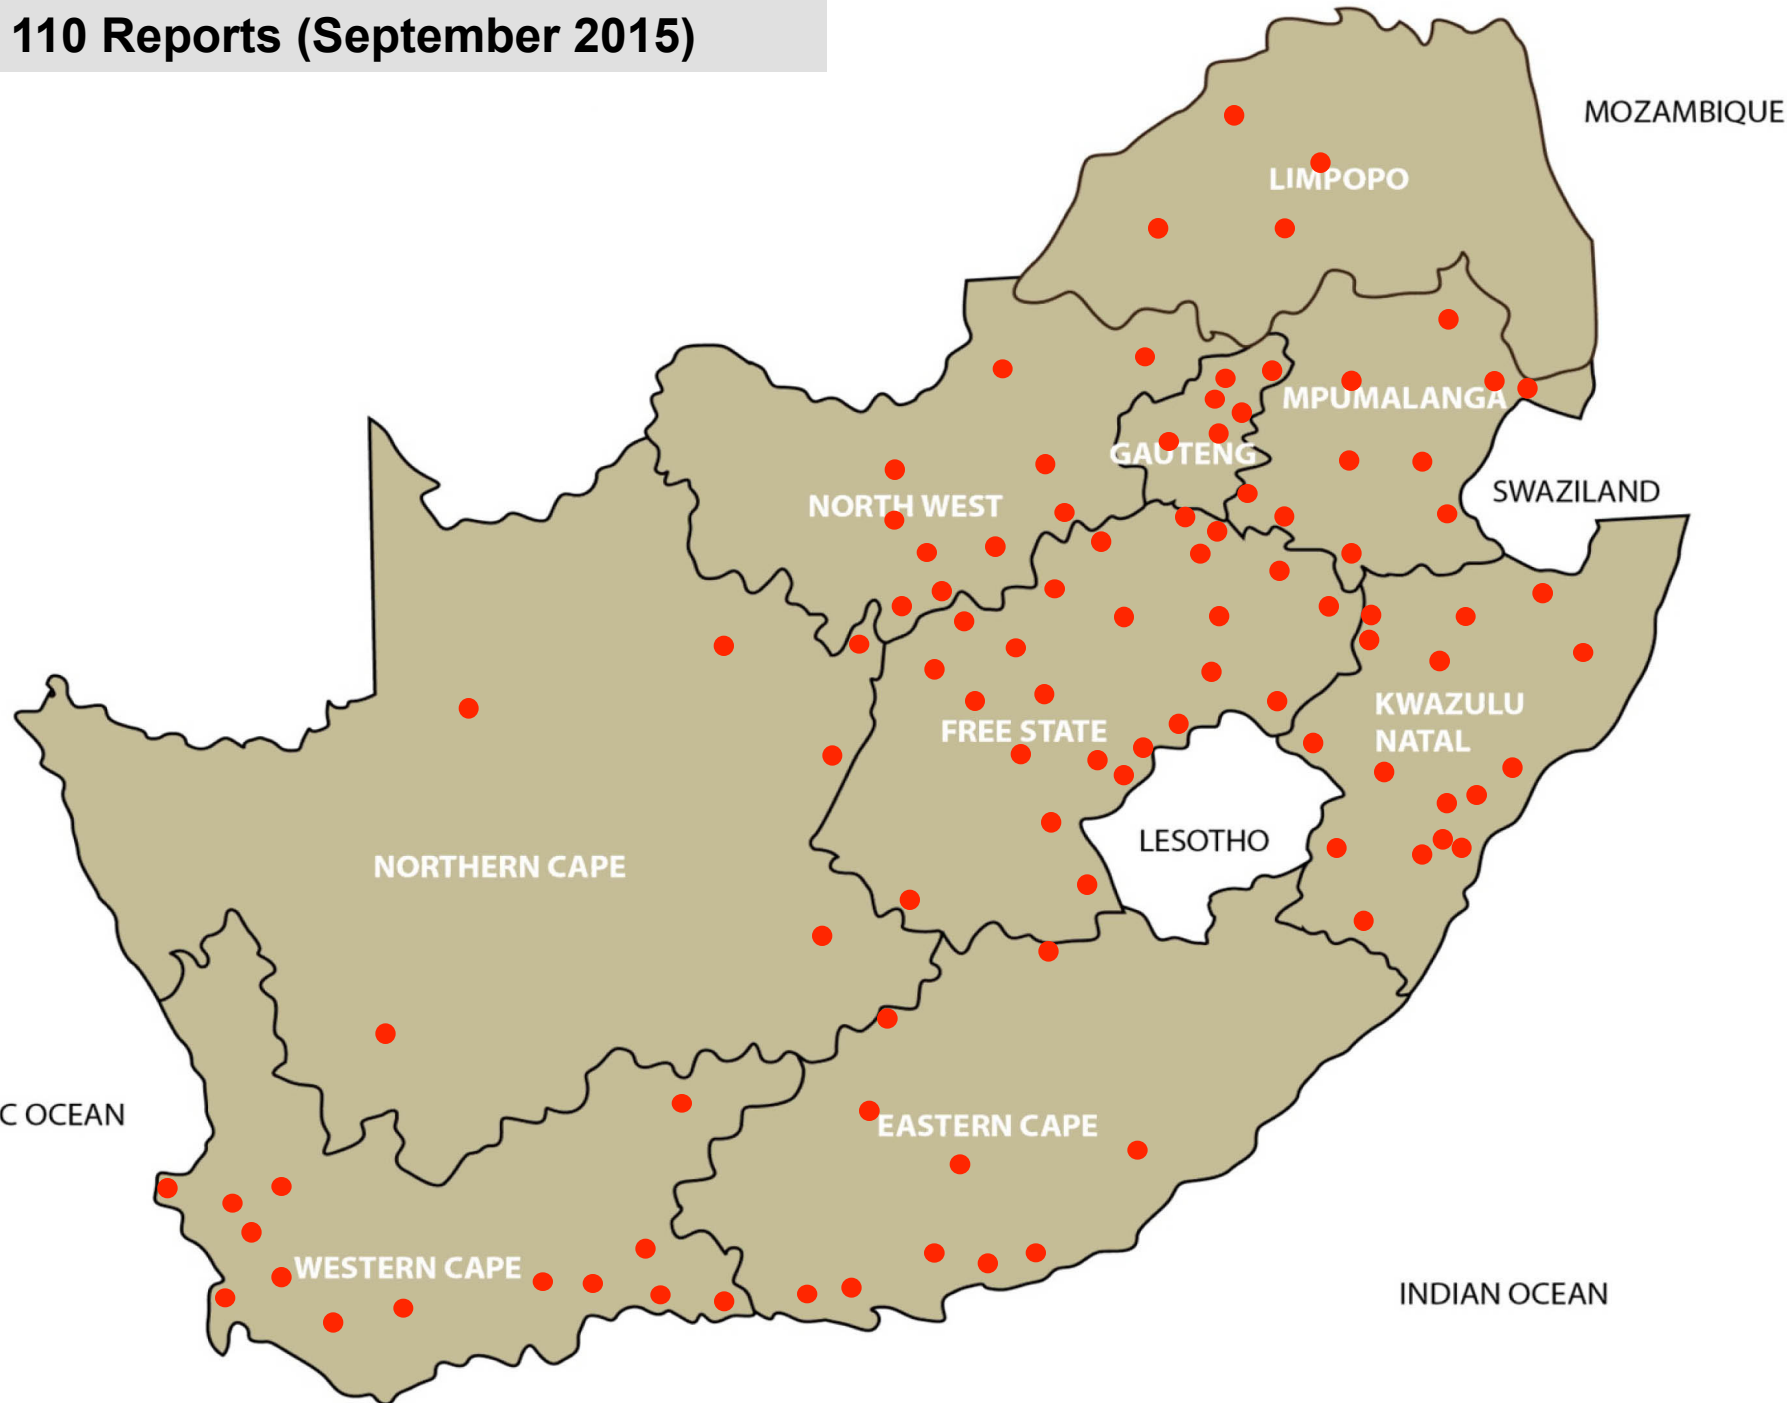 110 Reports (September 2015)
MOZAMBIQUE
LIMPOPO
MPUMALANGA
GAUTENG
SWAZILAND
NORTH WEST
KWAZULU
NATAL
FREE STATE
LESOTHO
NORTHERN CAPE
C OCEAN
EASTERN CAPE
WESTERN CAPE
INDIAN OCEAN